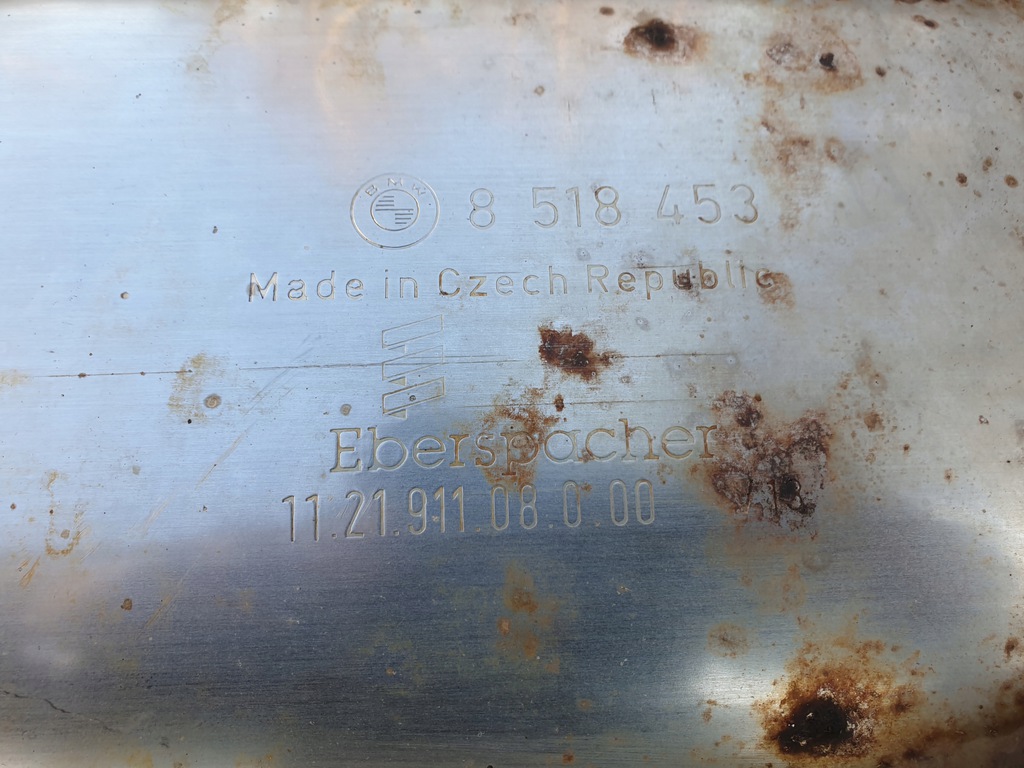 BMW 8 518 453
Made in Czech Republic
Eberspächer
11.21.911.08.0.00